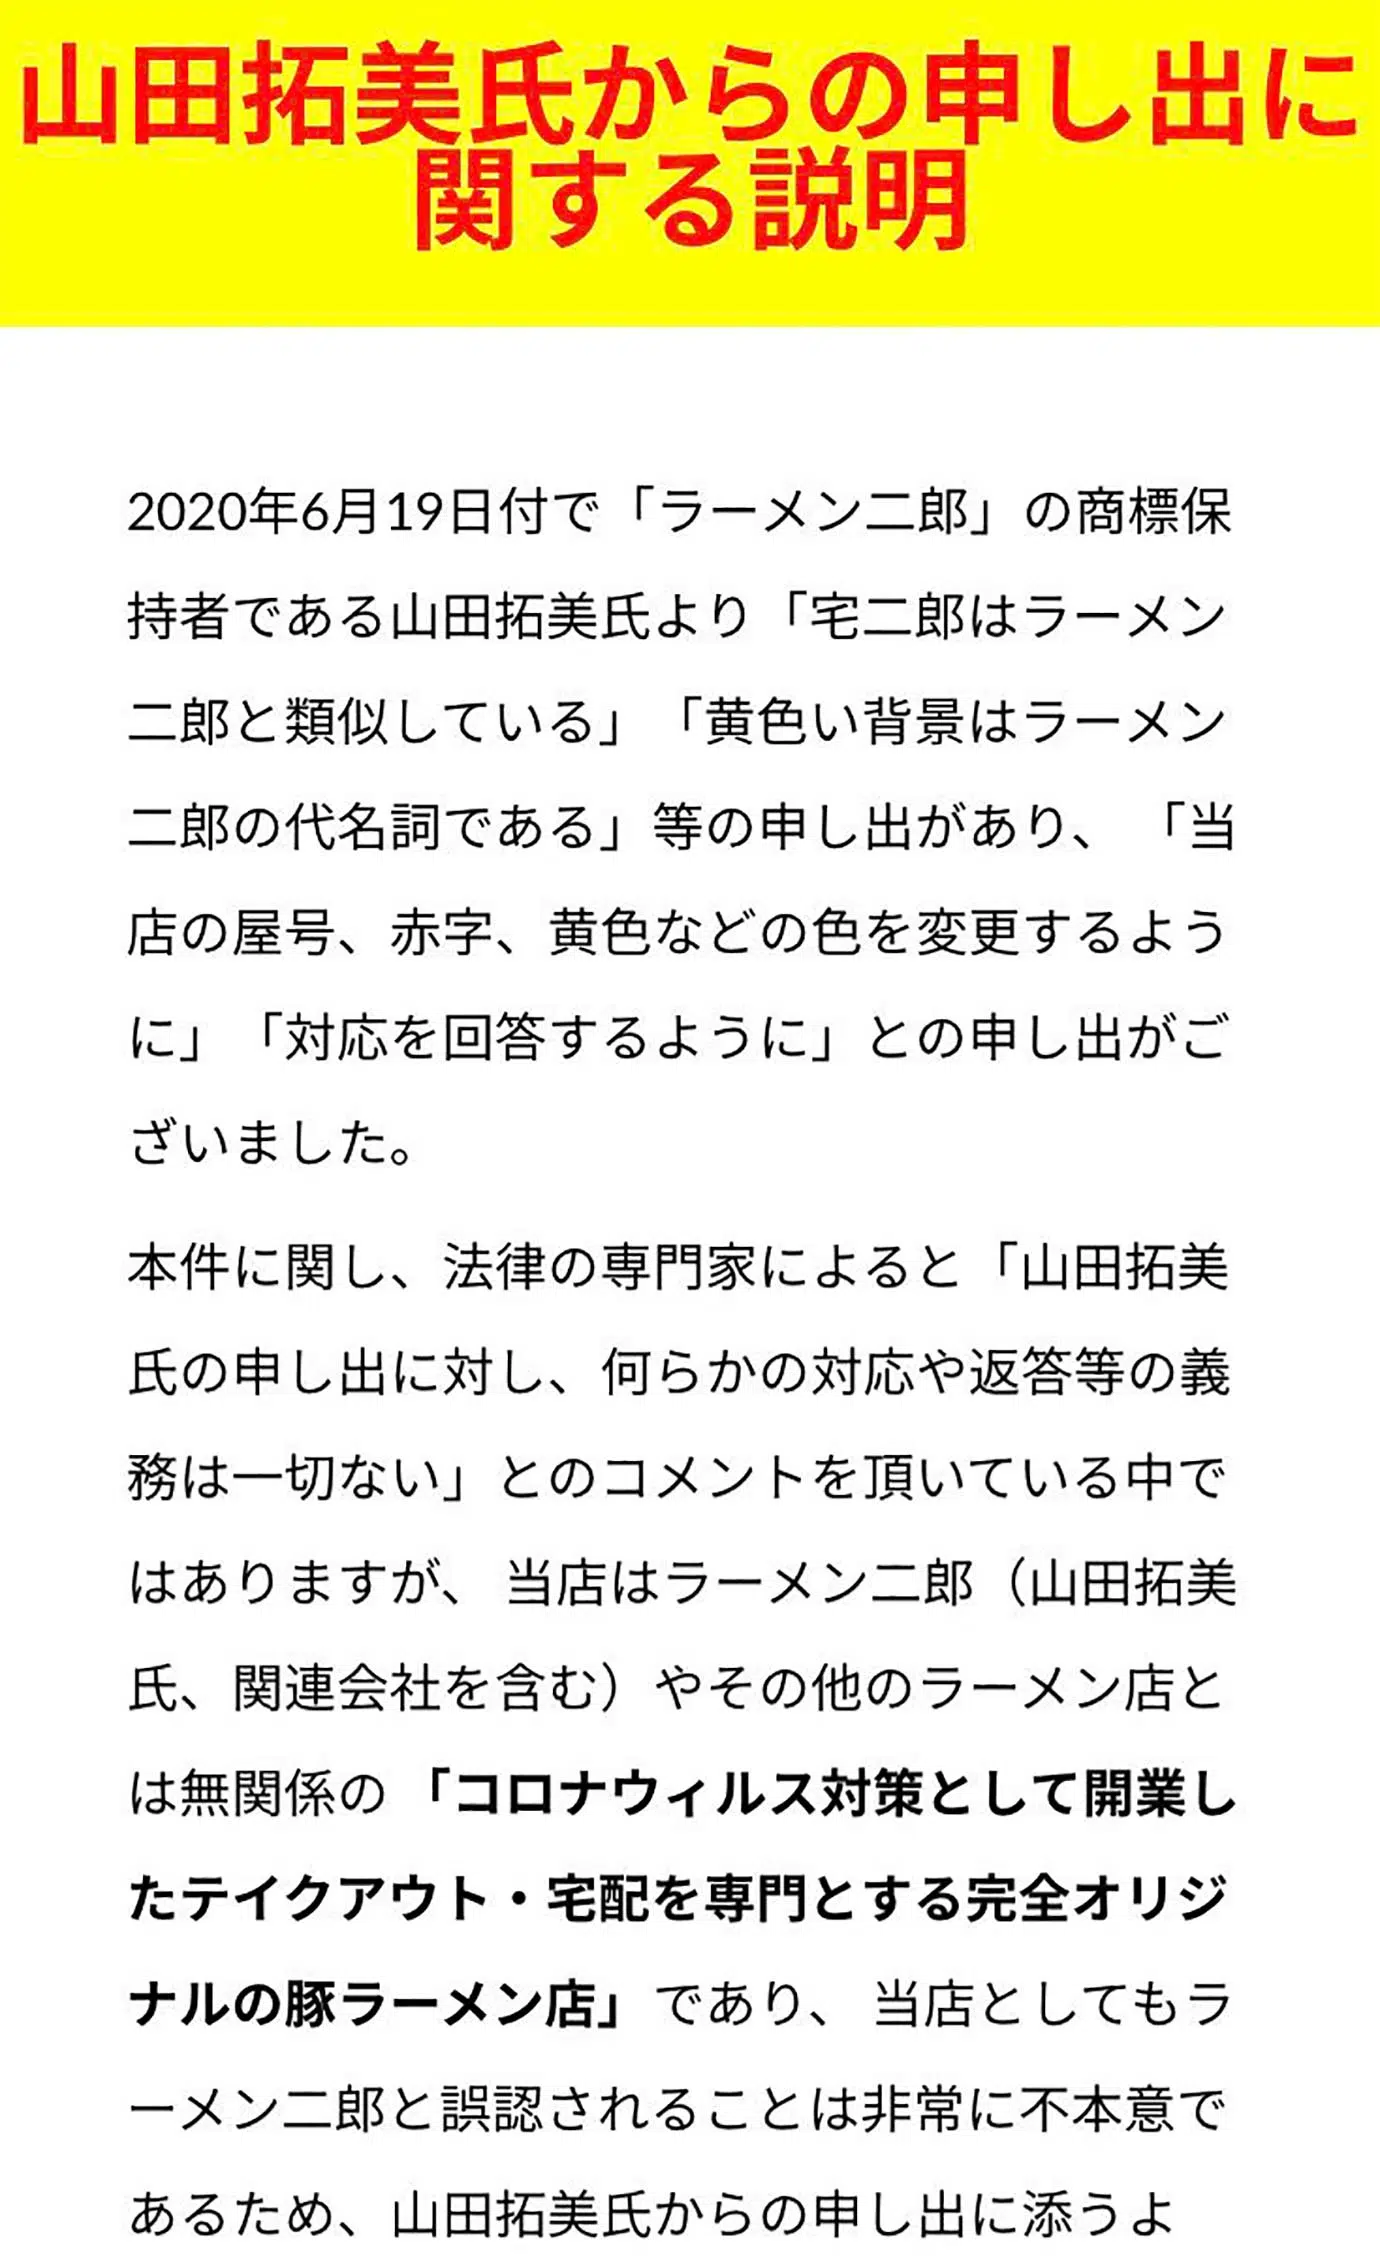 山田拓美氏からの申し出に
関する説明
2020年6月19日付で「ラーメン二郎」の商標保
持者である山田拓美氏より「宅二郎はラーメン
二郎と類似している」「黄色い背景はラーメン
二郎の代名詞である」等の申し出があり、 「当
店の屋号、赤字、黄色などの色を変更するよう
に」「対応を回答するように」との申し出がご
ざいました。
本件に関し、法律の専門家によると「山田拓美
氏の申し出に対し、何らかの対応や返答等の義
務は一切ない」とのコメントを頂いている中で
はありますが、 当店はラーメン二郎（山田拓美
氏、関連会社を含む）やその他のラーメン店と
は無関係の「コロナウィルス対策として開業し
たテイクアウト・宅配を専門とする完全オリジ
ナルの豚ラーメン店」であり、 当店としてもラ
ーメン二郎と誤認されることは非常に不本意で
あるため、山田拓美氏からの申し出に添うよ